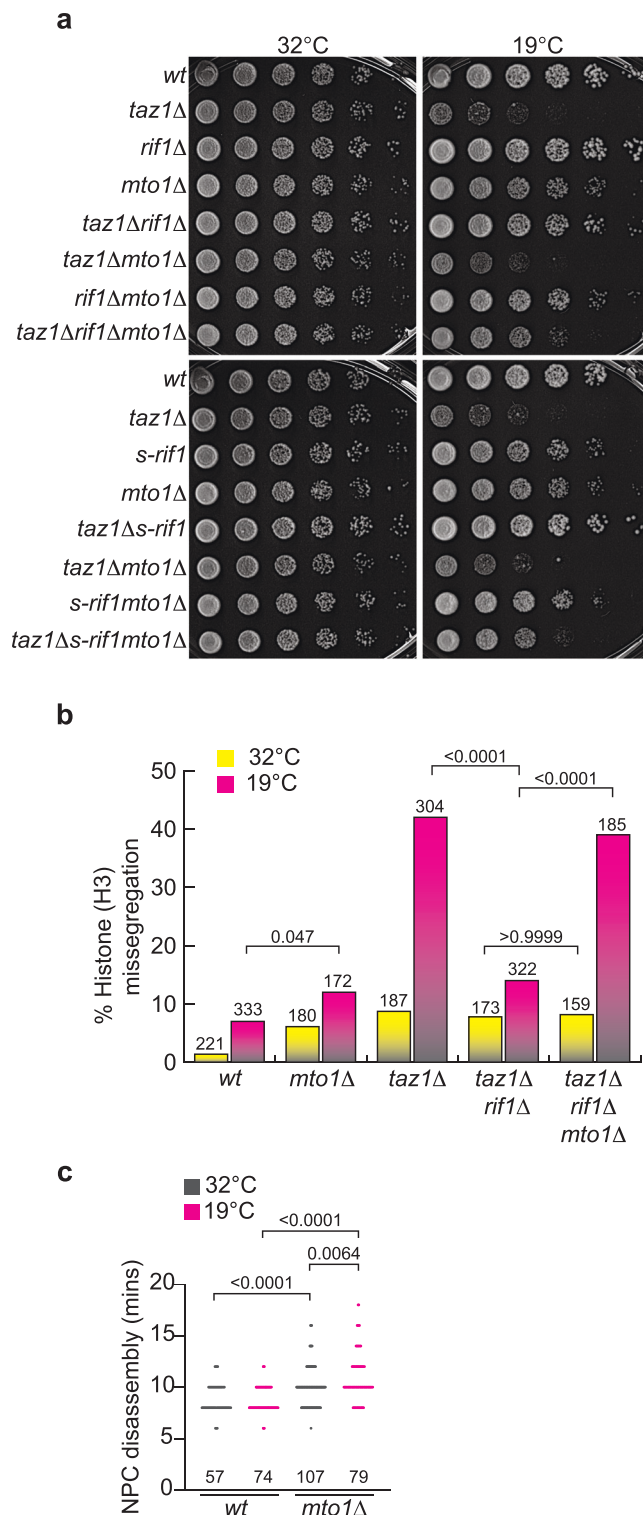 a
32°C 19°C
wt
taz1Δ
rif1Δ
mto1Δ
taz1Δrif1Δ
taz1Δmto1Δ
rif1Δmto1Δ
taz1Δrif1Δmto1Δ
wt
taz1Δ
s-rif1
mto1Δ
taz1Δs-rif1
taz1Δmto1Δ
s-rif1mto1Δ
taz1Δs-rif1mto1Δ
b
32°C
19°C
% Histone (H3)
missegregation
50
40
30
20
10
0
<0.0001
<0.0001
0.047
>0.9999
221 333 180 172 187 304 173 322 159 185
wt mto1Δ taz1Δ taz1Δ taz1Δ
rif1Δ rif1Δ
mto1Δ
c
32°C
19°C
NPC disassembly (mins)
20
15
10
5
0
<0.0001
0.0064
<0.0001
57 74 107 79
wt mto1Δ